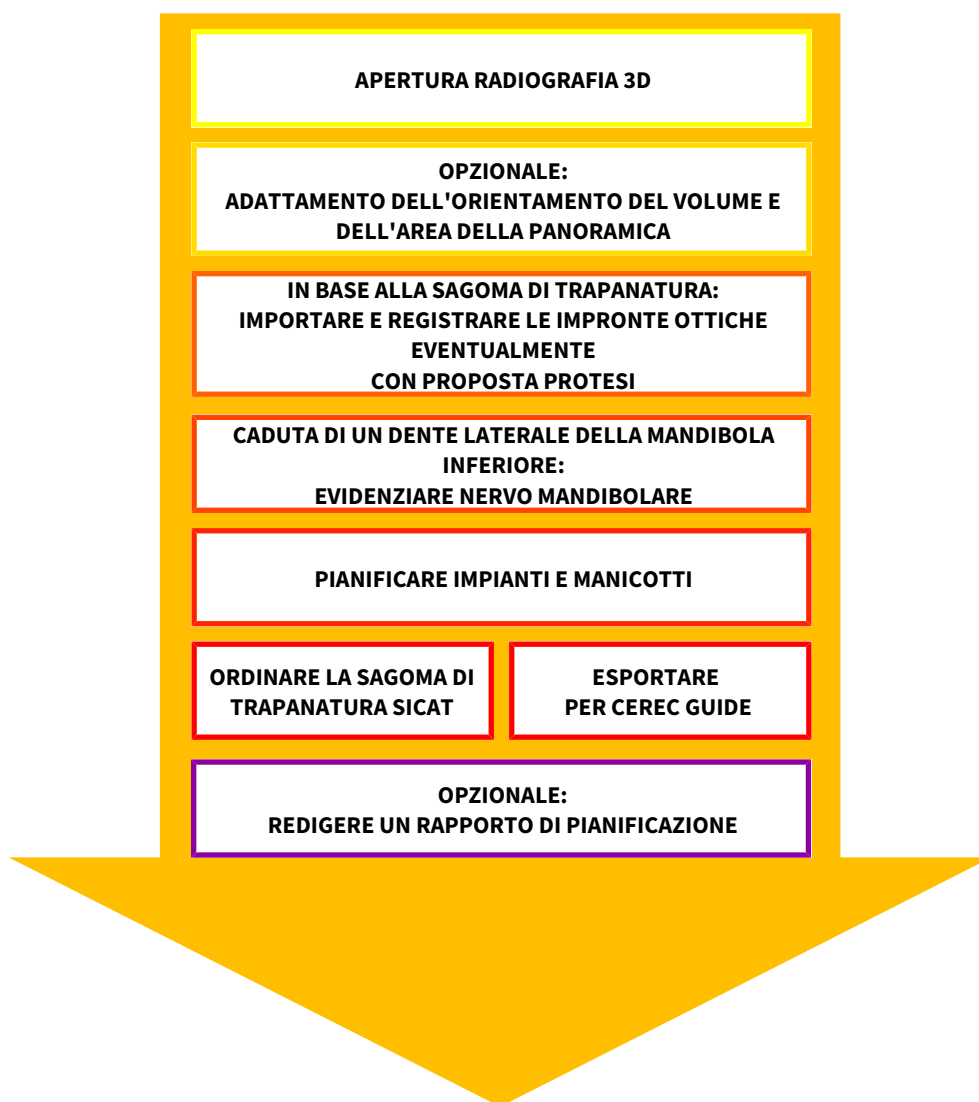 APERTURA RADIOGRAFIA 3D
OPZIONALE:
ADATTAMENTO DELL'ORIENTAMENTO DEL VOLUME E
DELL'AREA DELLA PANORAMICA
IN BASE ALLA SAGOMA DI TRAPANATURA:
IMPORTARE E REGISTRARE LE IMPRONTE OTTICHE
EVENTUALMENTE
CON PROPOSTA PROTESI
CADUTA DI UN DENTE LATERALE DELLA MANDIBOLA
INFERIORE:
EVIDENZIARE NERVO MANDIBOLARE
PIANIFICARE IMPIANTI E MANICOTTI
ORDINARE LA SAGOMA DI
TRAPANATURA SICAT
ESPORTARE
PER CEREC GUIDE
OPZIONALE:
REDIGERE UN RAPPORTO DI PIANIFICAZIONE